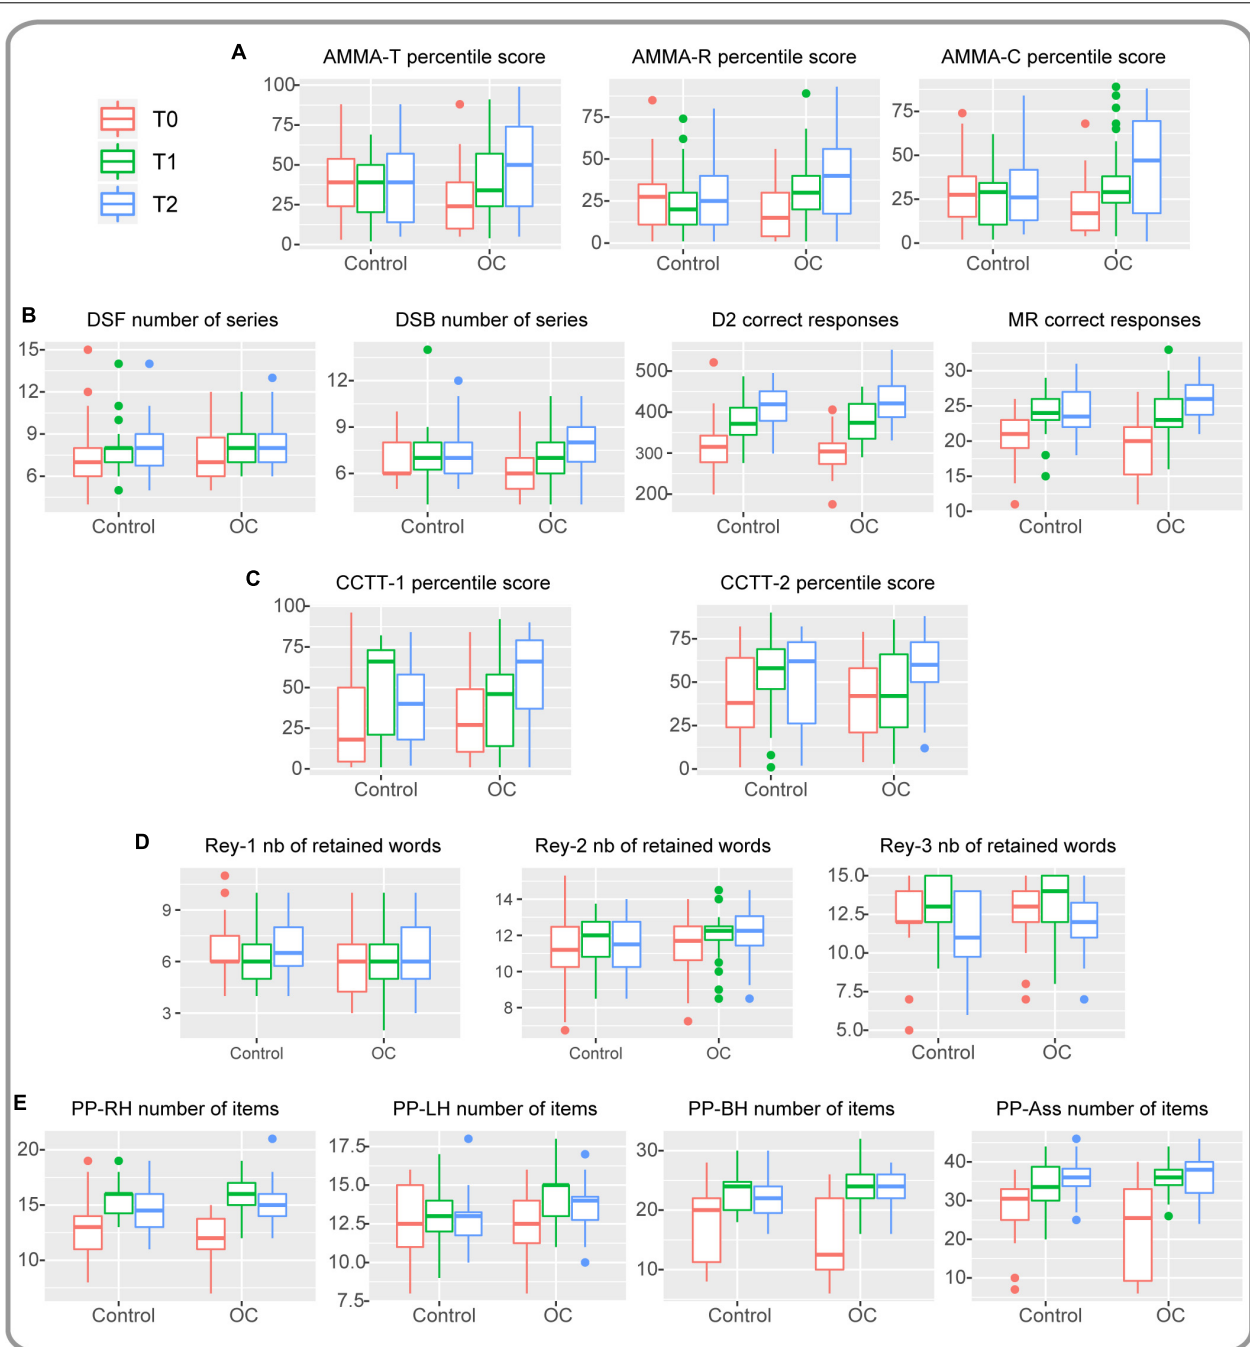 A
AMMA-T percentile score AMMA-R percentile score AMMA-C percentile score
T0
T1
T2
100
75
50
25
0
Control OC
75
50
25
0
Control OC
75
50
25
0
Control OC
B
DSF number of series DSB number of series D2 correct responses MR correct responses
15
12
9
6
Control OC
12
9
6
Control OC
500
400
300
200
Control OC
30
25
20
15
10
Control OC
C
CCTT-1 percentile score CCTT-2 percentile score
100
75
50
25
0
Control OC
75
50
25
0
Control OC
D
Rey-1 nb of retained words Rey-2 nb of retained words Rey-3 nb of retained words
9
6
3
Control OC
14
12
10
8
Control OC
15.0
12.5
10.0
7.5
5.0
Control OC
E
PP-RH number of items PP-LH number of items PP-BH number of items PP-Ass number of items
20
15
10
Control OC
17.5
15.0
12.5
10.0
7.5
Control OC
30
20
10
Control OC
40
30
20
10
Control OC